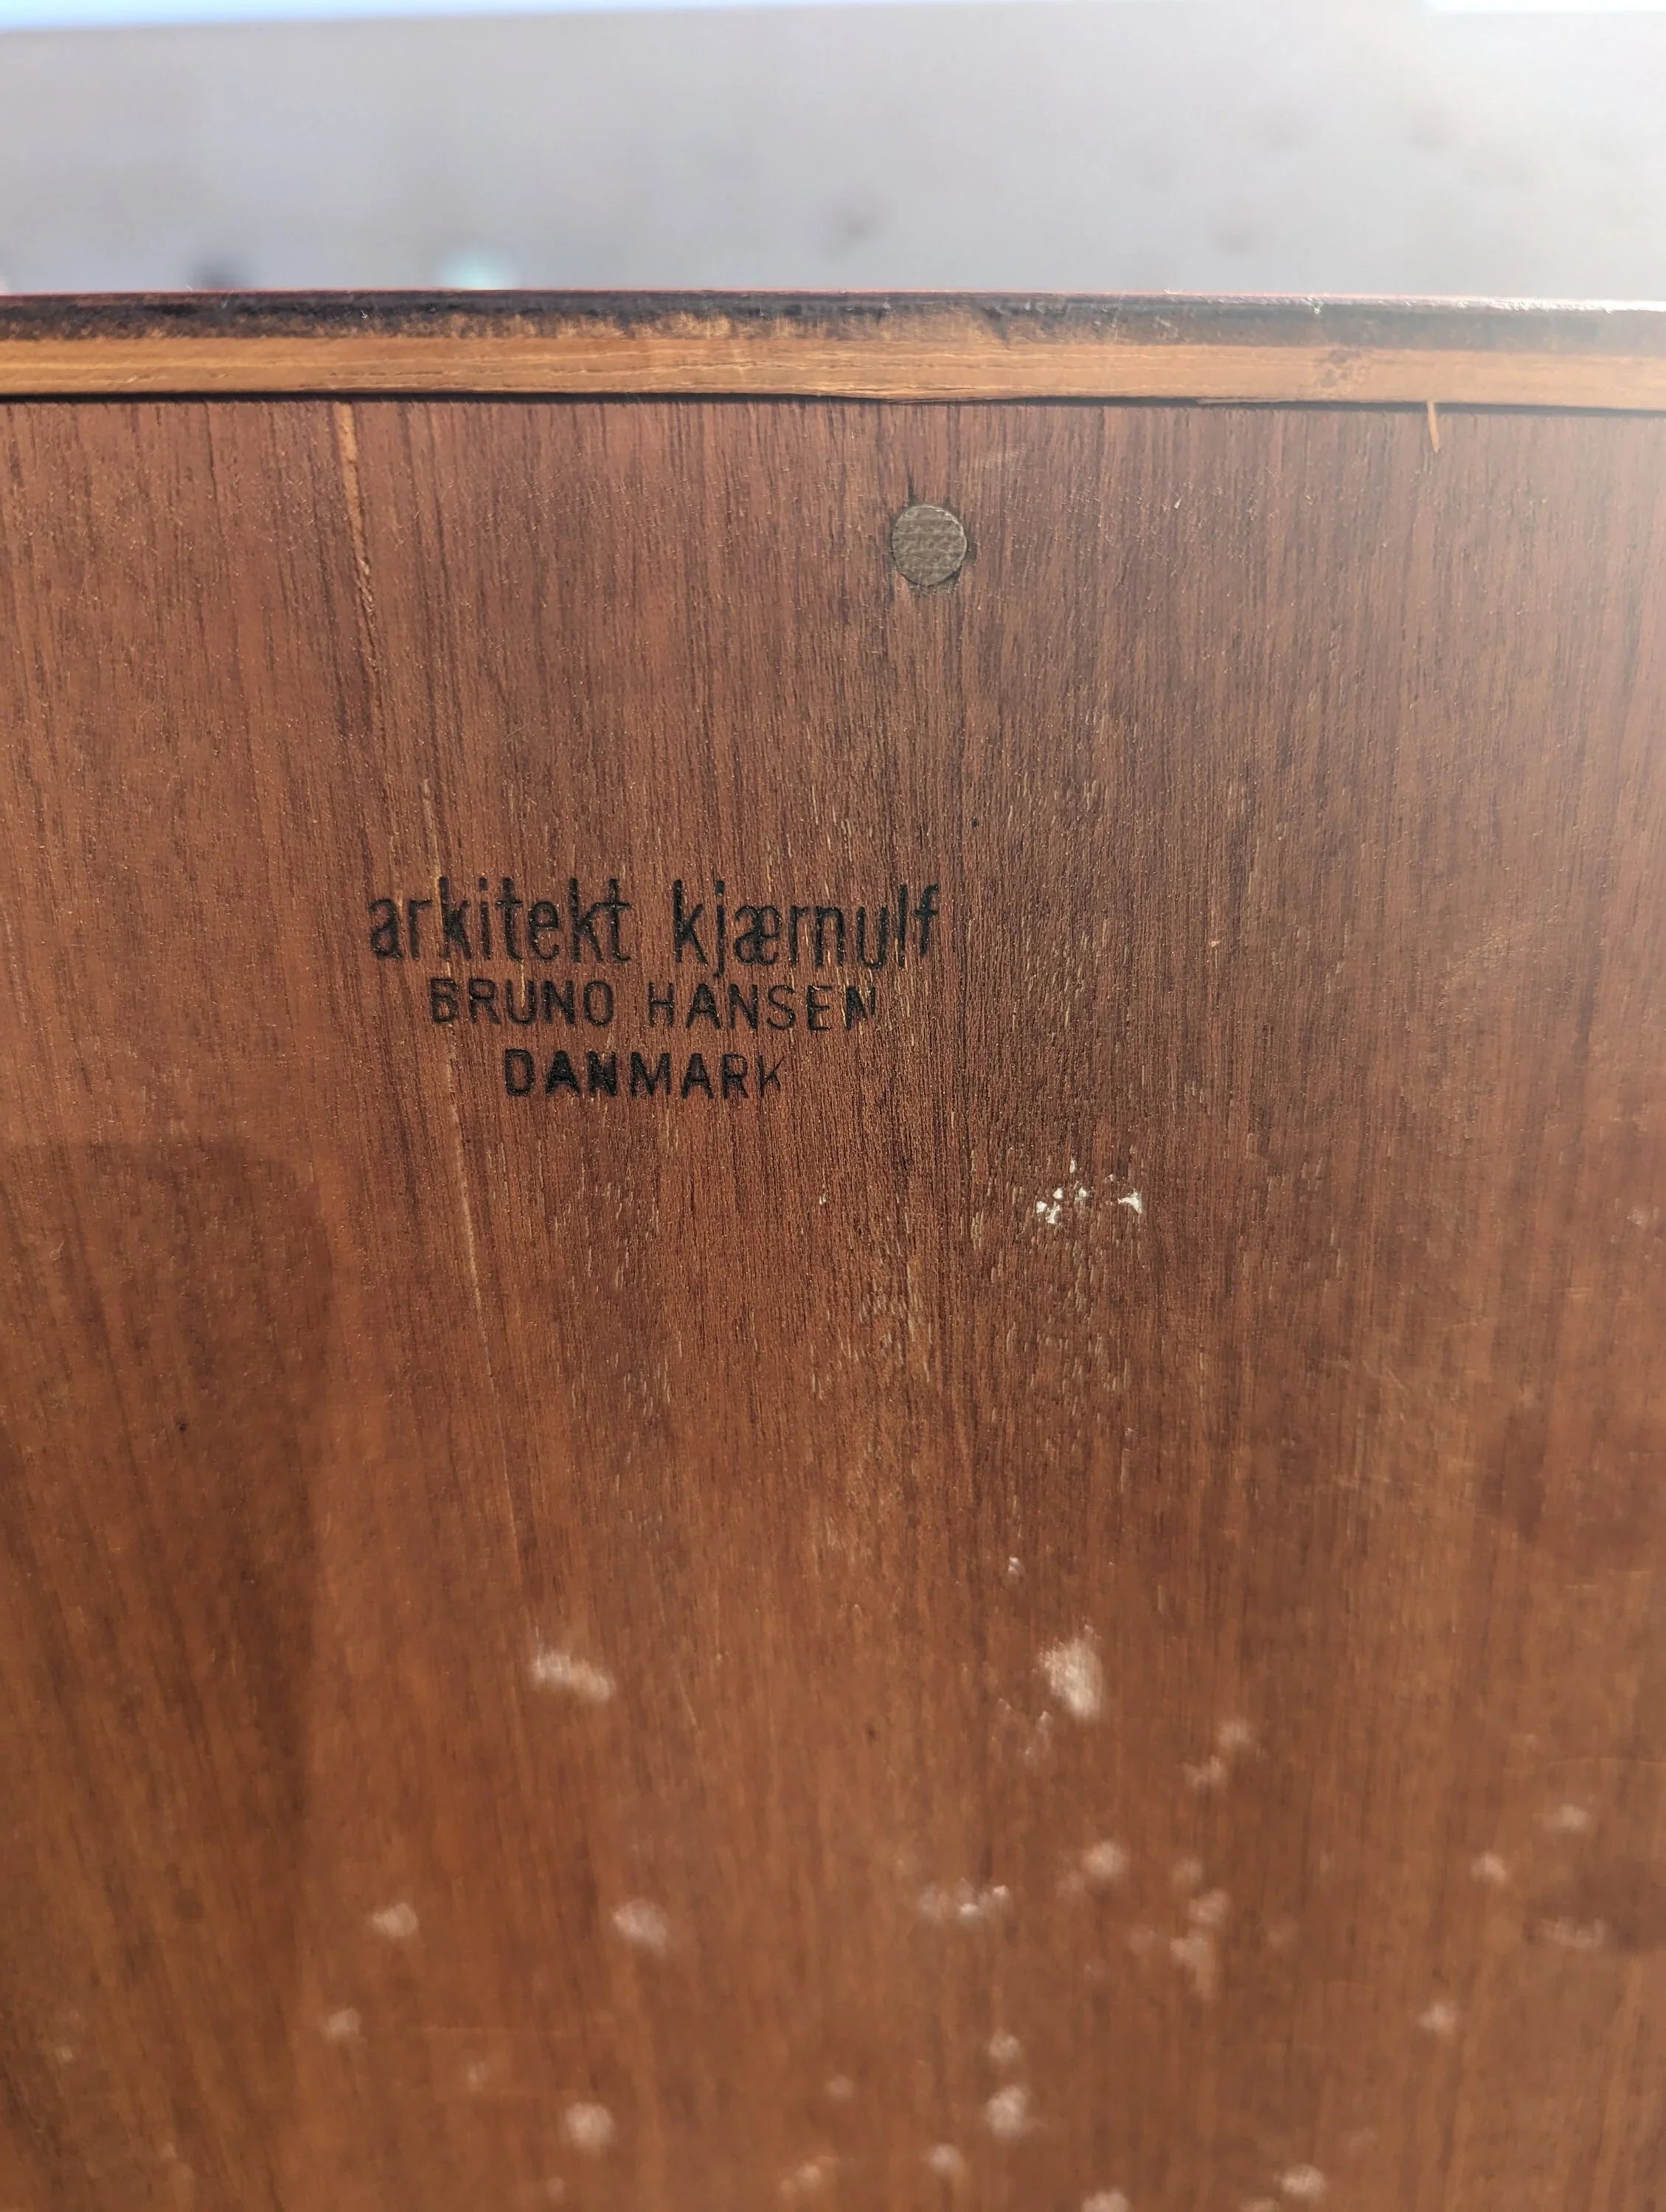 arkitekt kjærnulf
BRUNO HANSEN
DANMARK